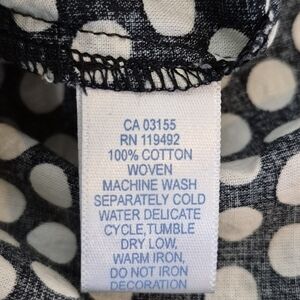 CA 03155
RN 119492
100% COTTON
WOVEN
MACHINE WASH
SEPARATELY COLD
WATER DELICATE
CYCLE,TUMBLE
DRY LOW,
WARM IRON,
DO NOT IRON
DECORATION